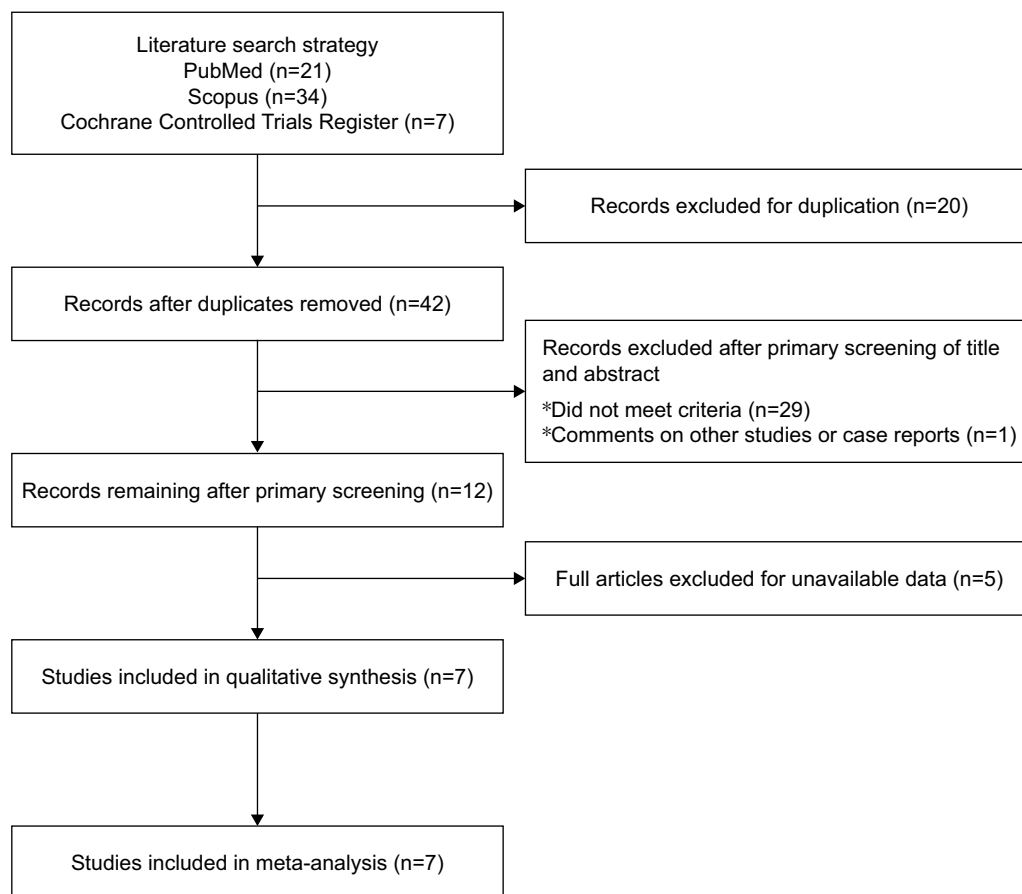 Literature search strategy
PubMed (n=21)
Scopus (n=34)
Cochrane Controlled Trials Register (n=7)
Records excluded for duplication (n=20)
Records after duplicates removed (n=42)
Records excluded after primary screening of title
and abstract
*Did not meet criteria (n=29)
*Comments on other studies or case reports (n=1)
Records remaining after primary screening (n=12)
Full articles excluded for unavailable data (n=5)
Studies included in qualitative synthesis (n=7)
Studies included in meta-analysis (n=7)